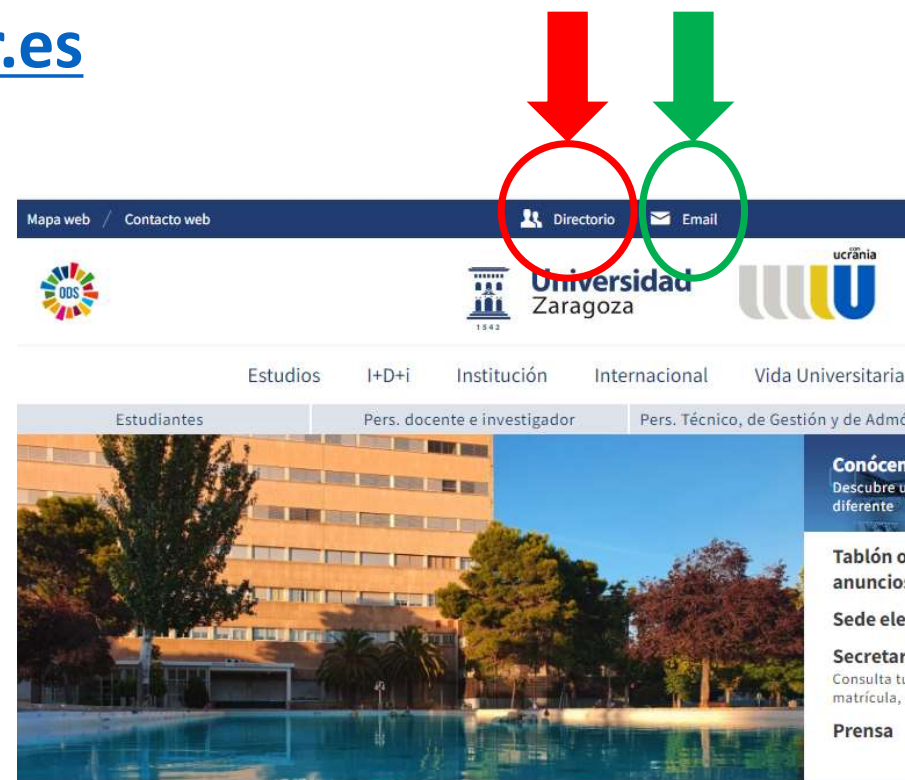 r.es
Mapa web / Contacto web Directorio Email
ODS
Universidad
Zaragoza
1542
con
ucrania
Estudios I+D+i Institución Internacional Vida Universitaria
Estudiantes Pers. docente e investigador Pers. Técnico, de Gestión y de Admó
Conócen
Descubre u
diferente
Tablón o
anuncios
Sede ele
Secretar
Consulta tu
matrícula,
Prensa